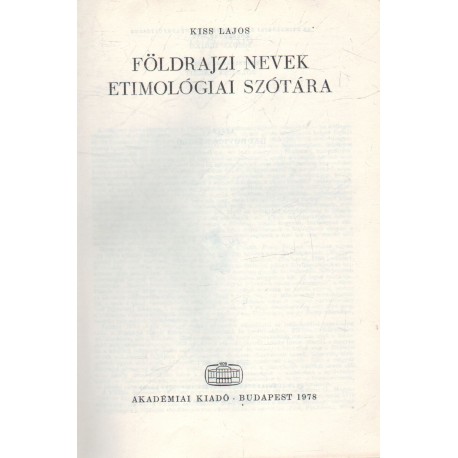 KISS LAJOS
FÖLDRAJZI NEVEK
ETIMOLÓGIAI SZÓTÁRA
AKADÉMIAI KIADÓ · BUDAPEST 1978